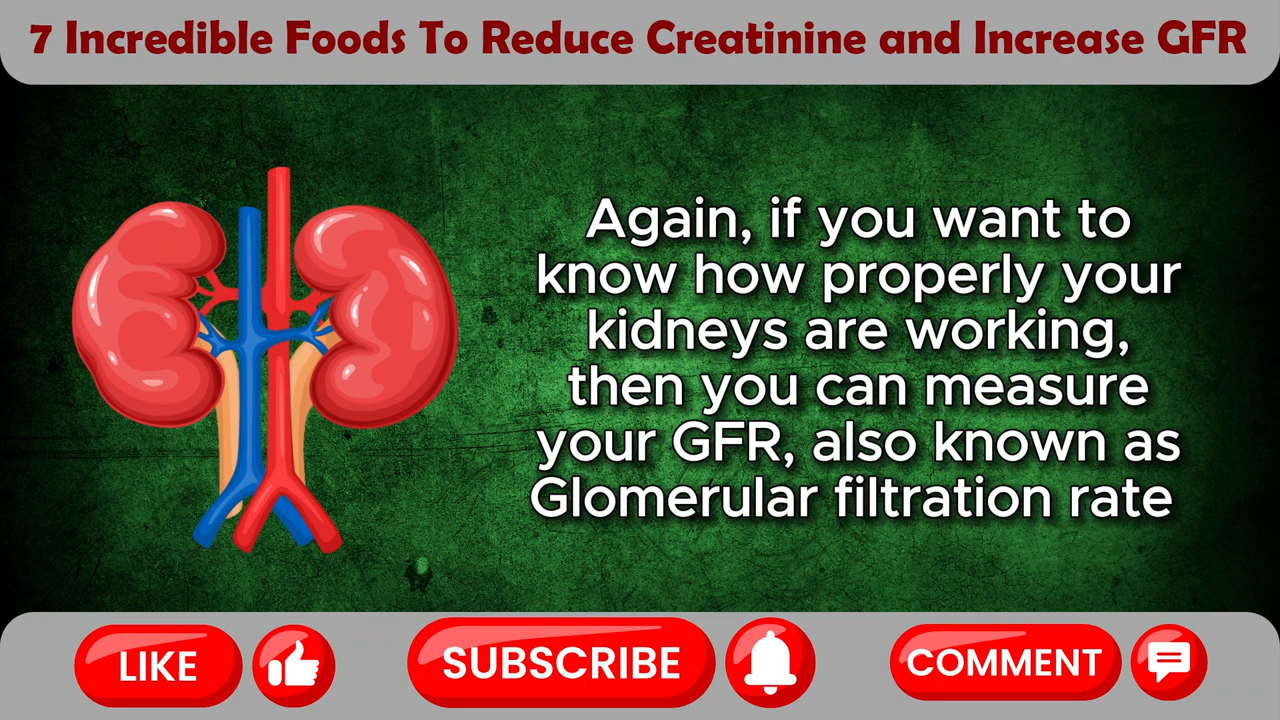 7 Incredible Foods To Reduce Creatinine and Increase GFR
Again, if you want to
know how properly your
kidneys are working,
then you can measure
your GFR, also known as
Glomerular filtration rate
LIKE
SUBSCRIBE
COMMENT